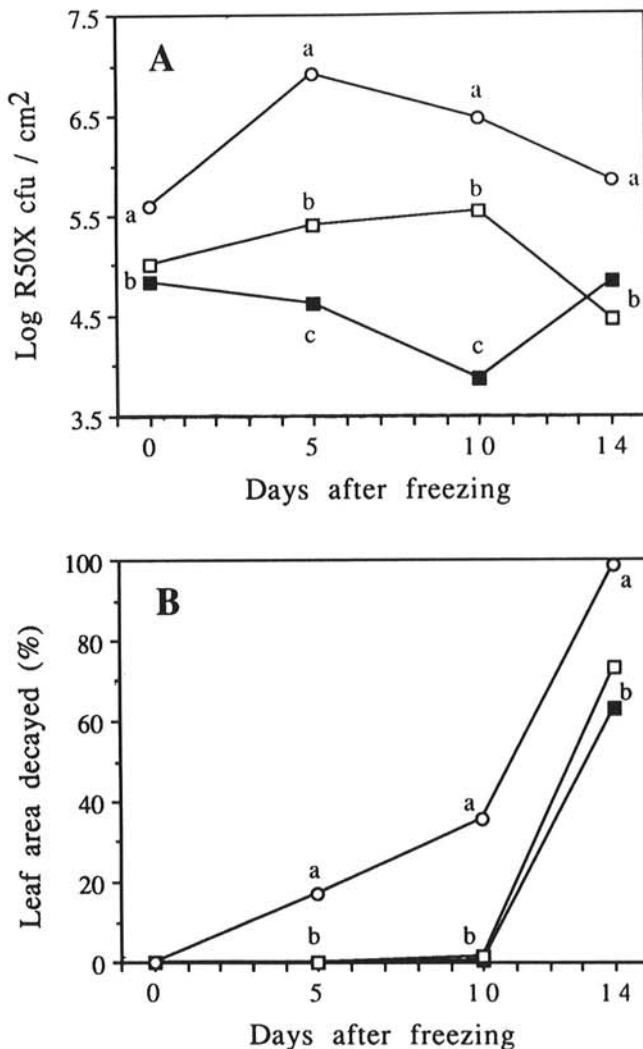 7.5
A
a
a
6.5
a
a
5.5
b
b
b
4.5
b
c
c
3.5
0 5 10 14
Log R50X cfu / cm2
Days after freezing
100
B
a
80
b
60
40
a
20
a
b
b
0
0 5 10 14
Leaf area decayed (%)
Days after freezing